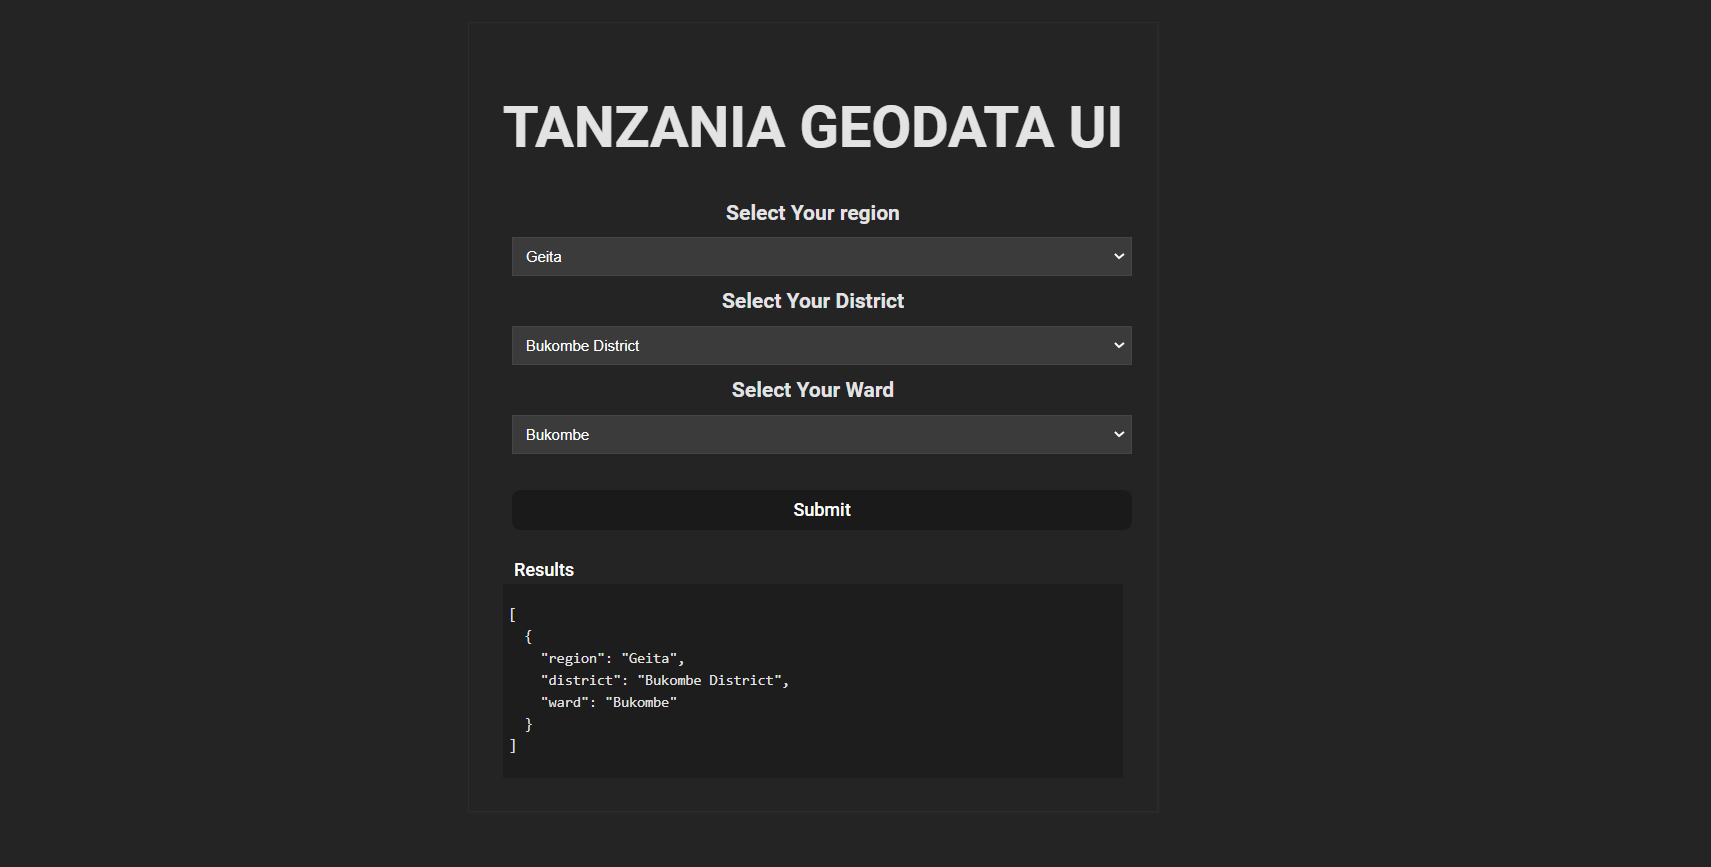 TANZANIA GEODATA UI
Select Your region
Geita
Select Your District
Bukombe District
Select Your Ward
Bukombe
Submit
Results
[
  {
    "region": "Geita",
    "district": "Bukombe District",
    "ward": "Bukombe"
  }
]